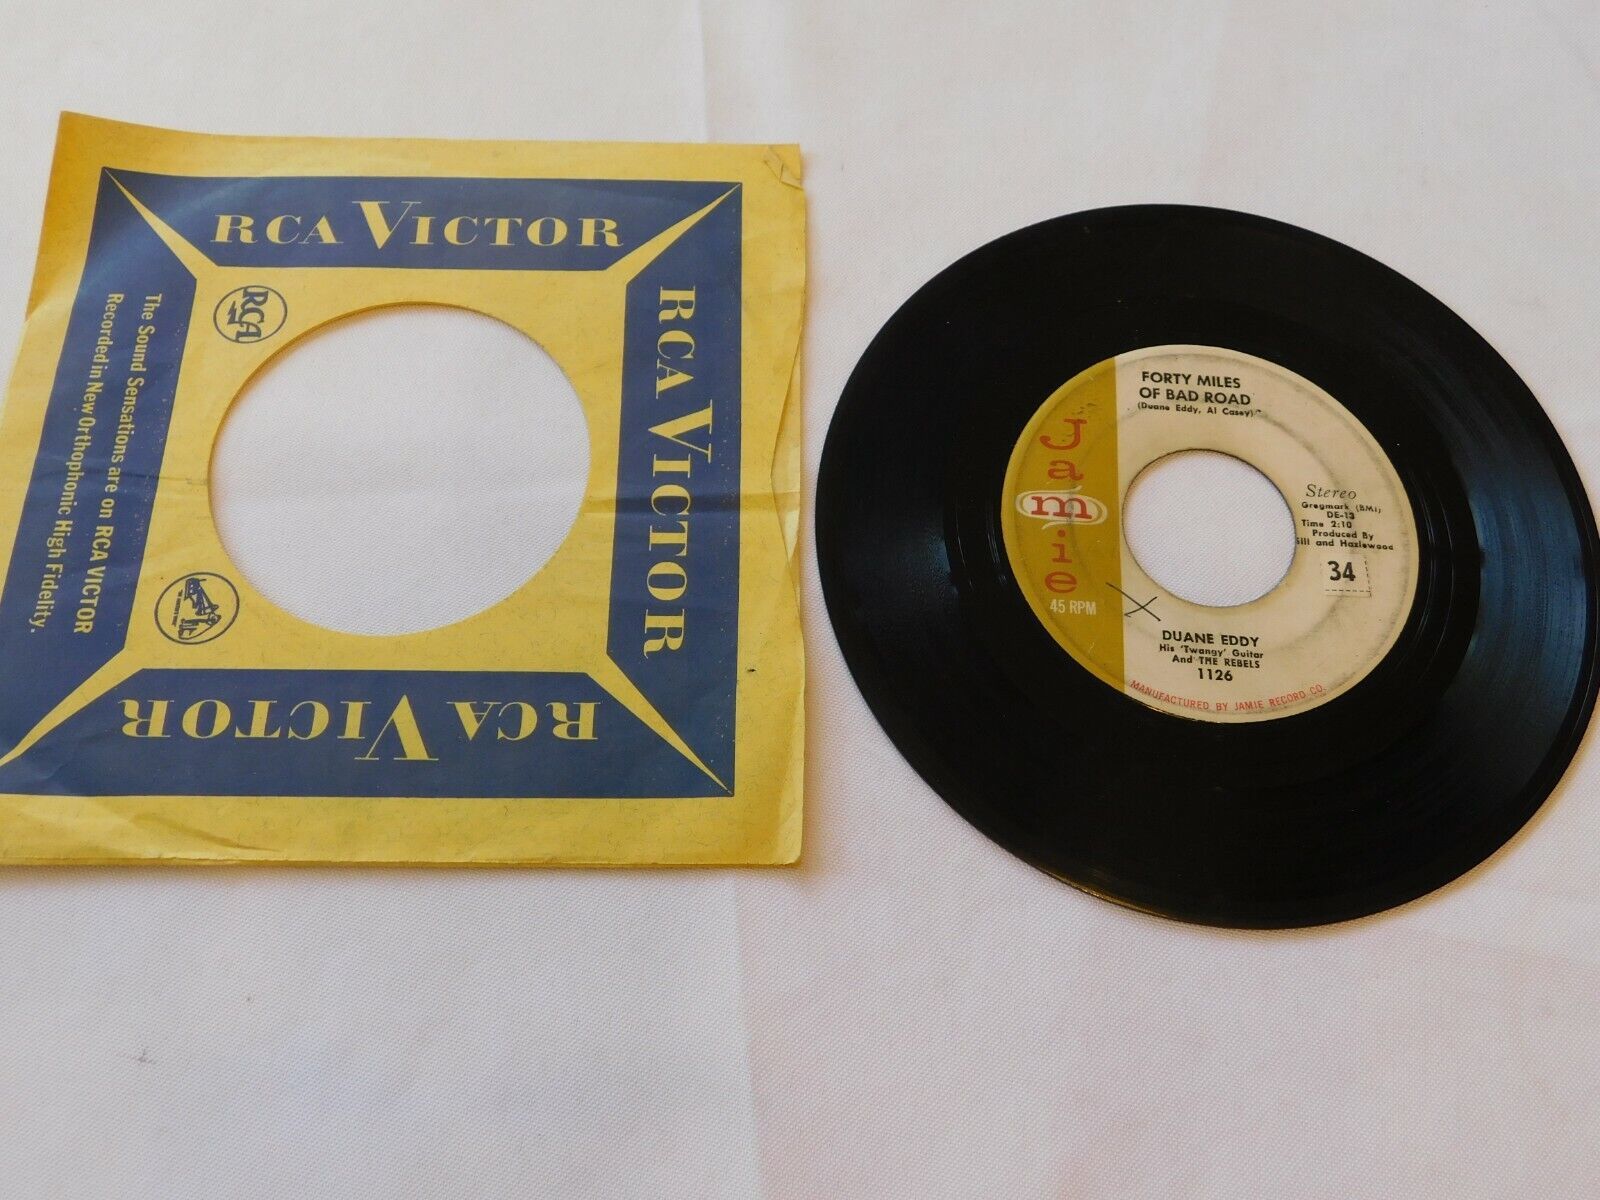 RCA VICTOR
RCA VICTOR
RCA VICTOR
The Sound Sensations are on RCA VICTOR
Recorded in New Orthophonic High Fidelity.
RCA
FORTY MILES
OF BAD ROAD
(Duane Eddy, Al Casey)
Jamie
45 RPM
Stereo
Gregmark (BMI)
DE-13
Time 2:10
Produced By
Sill and Hazlewood
34
X
DUANE EDDY
His 'Twangy' Guitar
And THE REBELS
1126
MANUFACTURED BY JAMIE RECORD CO.